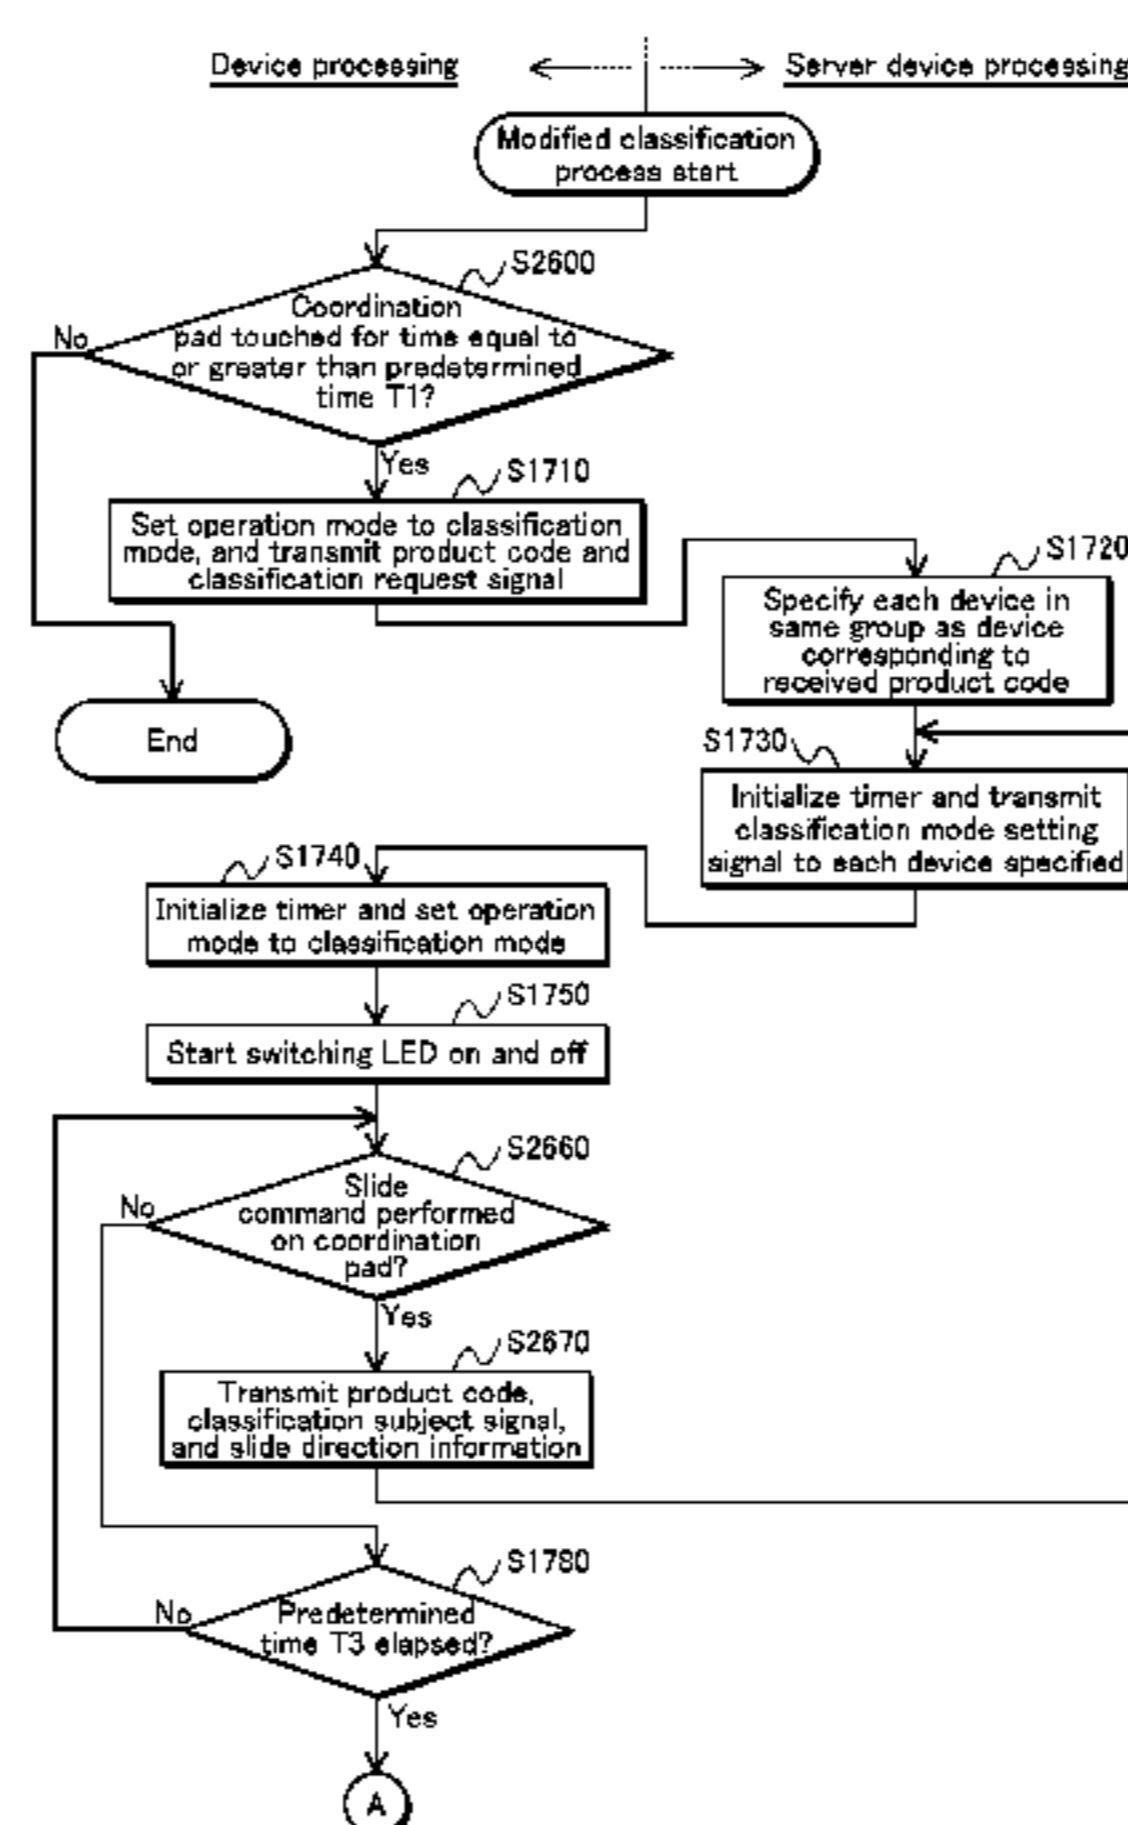 Device processing
Server device processing
Modified classification
process start
S2600
Coordination
pad touched for time equal to
or greater than predetermined
time T1?
No
Yes
S1710
Set operation mode to classification
mode, and transmit product code and
classification request signal
S1720
Specify each device in
same group as device
corresponding to
received product code
End
S1730
Initialize timer and transmit
classification mode setting
signal to each device specified
S1740
Initialize timer and set operation
mode to classification mode
S1750
Start switching LED on and off
S2660
Slide
command performed
on coordination
pad?
No
Yes
S2670
Transmit product code,
classification subject signal,
and slide direction information
S1780
Predetermined
time T3 elapsed?
No
Yes
A